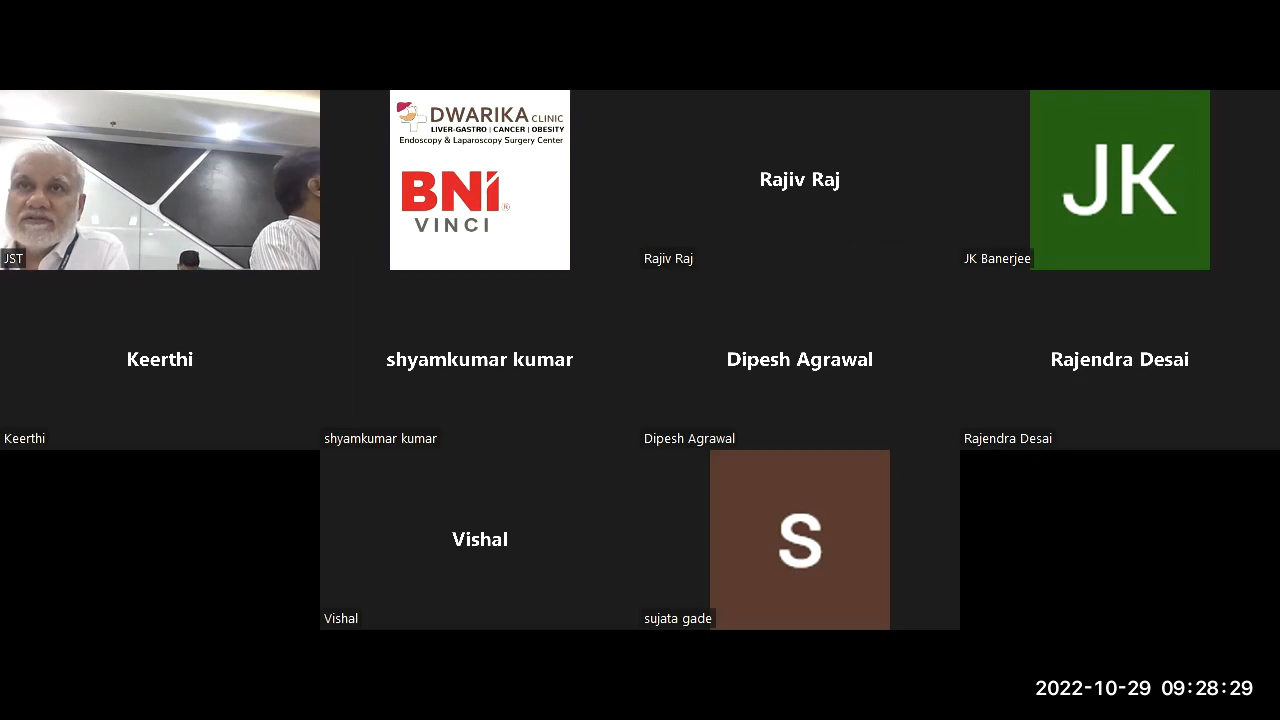 JST
DWARIKA CLINIC
LIVER-GASTRO | CANCER | OBESITY
Endoscopy & Laparoscopy Surgery Center
BNI®
VINCI
Rajiv Raj
Rajiv Raj
JK
JK Banerjee
Keerthi
Keerthi
shyamkumar kumar
shyamkumar kumar
Dipesh Agrawal
Dipesh Agrawal
Rajendra Desai
Rajendra Desai
Vishal
Vishal
S
sujata gade
2022-10-29 09:28:29